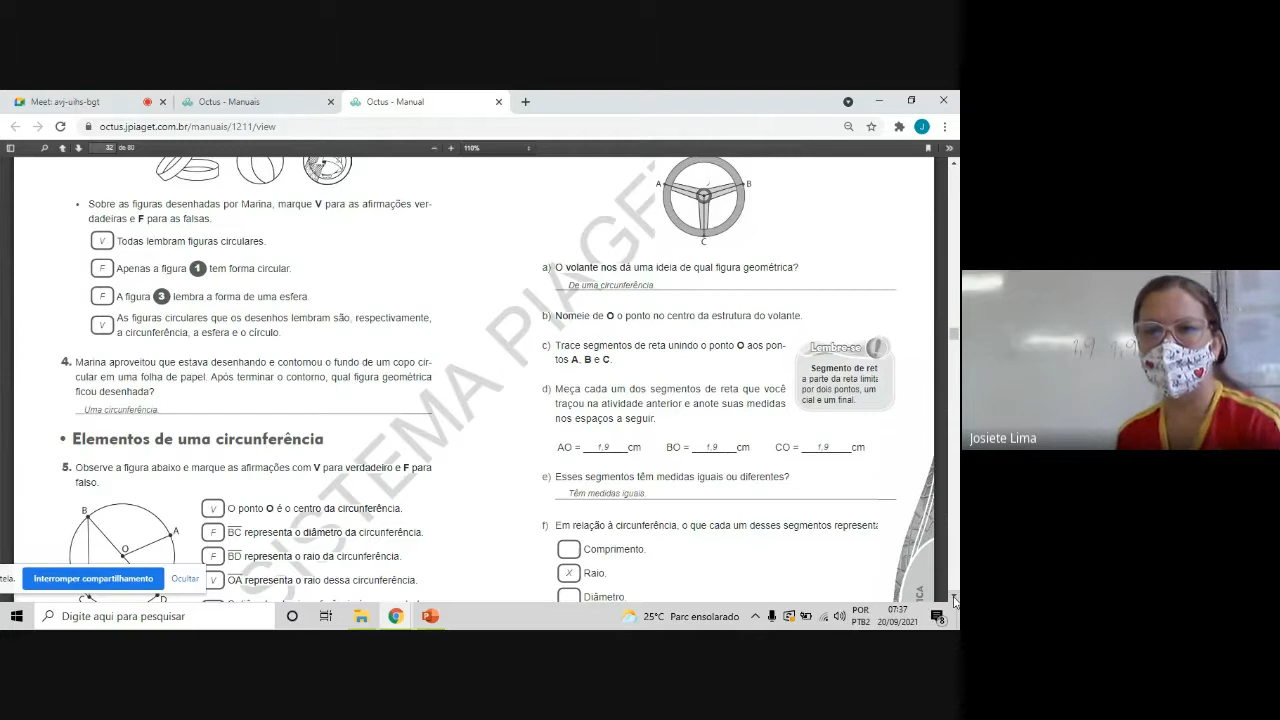 Meet: avj-uihs-bgt
Octus - Manuais
Octus - Manual
octus.jpiaget.com.br/manuais/1211/view
32 de 80
110%
Sobre as figuras desenhadas por Marina, marque V para as afirmações ver-
dadeiras e F para as falsas.
V Todas lembram figuras circulares.
F Apenas a figura 1 tem forma circular.
F A figura 3 lembra a forma de uma esfera.
V As figuras circulares que os desenhos lembram são, respectivamente,
a circunferência, a esfera e o círculo.
4. Marina aproveitou que estava desenhando e contornou o fundo de um copo cir-
cular em uma folha de papel. Após terminar o contorno, qual figura geométrica
ficou desenhada?
Uma circunferência.
• Elementos de uma circunferência
5. Observe a figura abaixo e marque as afirmações com V para verdadeiro e F para
falso.
B
A
O
C
D
V O ponto O é o centro da circunferência.
F BC representa o diâmetro da circunferência.
F BD representa o raio da circunferência.
V OA representa o raio dessa circunferência.
A
B
C
a) O volante nos dá uma ideia de qual figura geométrica?
De uma circunferência
b) Nomeie de O o ponto no centro da estrutura do volante.
c) Trace segmentos de reta unindo o ponto O aos pon-
tos A, B e C.
Lembre-se !
Segmento de ret
a parte da reta limita
por dois pontos, um
cial e um final.
d) Meça cada um dos segmentos de reta que você
traçou na atividade anterior e anote suas medidas
nos espaços a seguir.
AO = 1,9 cm BO = 1,9 cm CO = 1,9 cm
e) Esses segmentos têm medidas iguais ou diferentes?
Têm medidas iguais
f) Em relação à circunferência, o que cada um desses segmentos representa
Comprimento.
X Raio.
Diâmetro.
SISTEMA PIAGE
ICA
tela.
Interromper compartilhamento
Ocultar
Digite aqui para pesquisar
25°C Parc ensolarado
POR
PTB2
07:37
20/09/2021
8
J
1,9
Josiete Lima